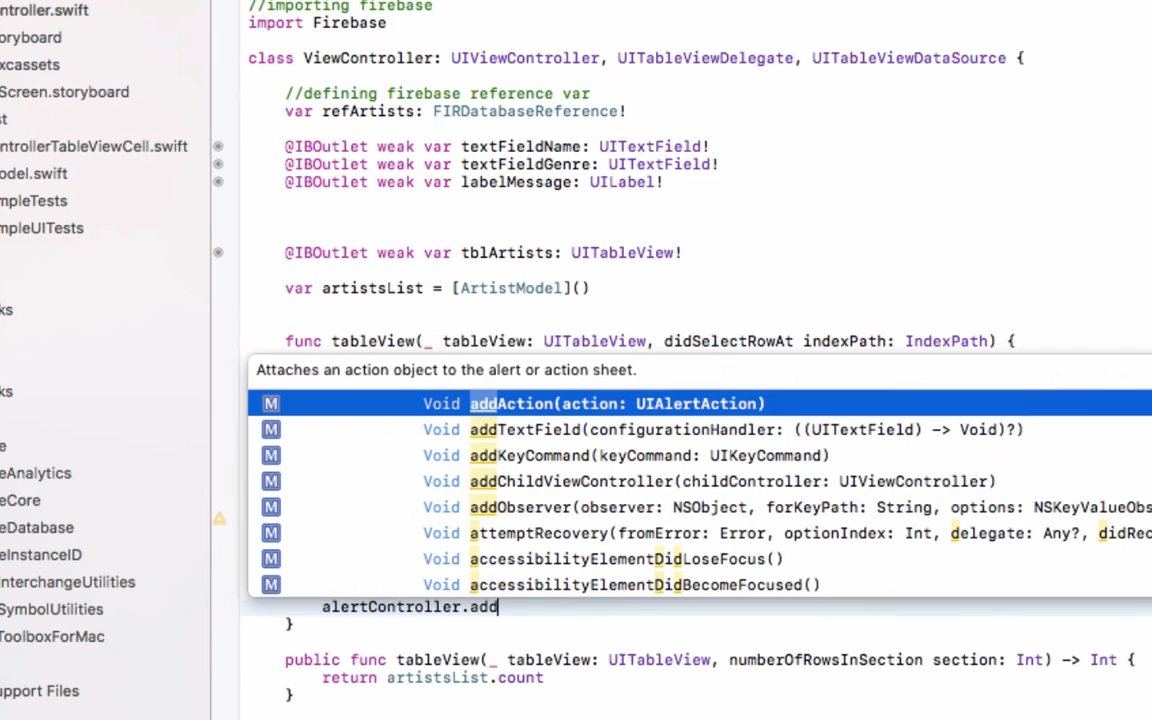 ntroller.swift
oryboard
xcassets
Screen.storyboard
t
ntrollerTableViewCell.swift
odel.swift
mpleTests
mpleUITests
ks
ks
e
eAnalytics
eCore
eDatabase
eInstanceID
nterchangeUtilities
SymbolUtilities
ToolboxForMac
upport Files
//importing firebase
import Firebase
class ViewController: UIViewController, UITableViewDelegate, UITableViewDataSource {
//defining firebase reference var
var refArtists: FIRDatabaseReference!
@IBOutlet weak var textFieldName: UITextField!
@IBOutlet weak var textFieldGenre: UITextField!
@IBOutlet weak var labelMessage: UILabel!
@IBOutlet weak var tblArtists: UITableView!
var artistsList = [ArtistModel]()
func tableView(_ tableView: UITableView, didSelectRowAt indexPath: IndexPath) {
Attaches an action object to the alert or action sheet.
M Void addAction(action: UIAlertAction)
M Void addTextField(configurationHandler: ((UITextField) -> Void)?)
M Void addKeyCommand(keyCommand: UIKeyCommand)
M Void addChildViewController(childController: UIViewController)
M Void addObserver(observer: NSObject, forKeyPath: String, options: NSKeyValueObs
M Void attemptRecovery(fromError: Error, optionIndex: Int, delegate: Any?, didRec
M Void accessibilityElementDidLoseFocus()
M Void accessibilityElementDidBecomeFocused()
alertController.add
}
public func tableView(_ tableView: UITableView, numberOfRowsInSection section: Int) -> Int {
return artistsList.count
}